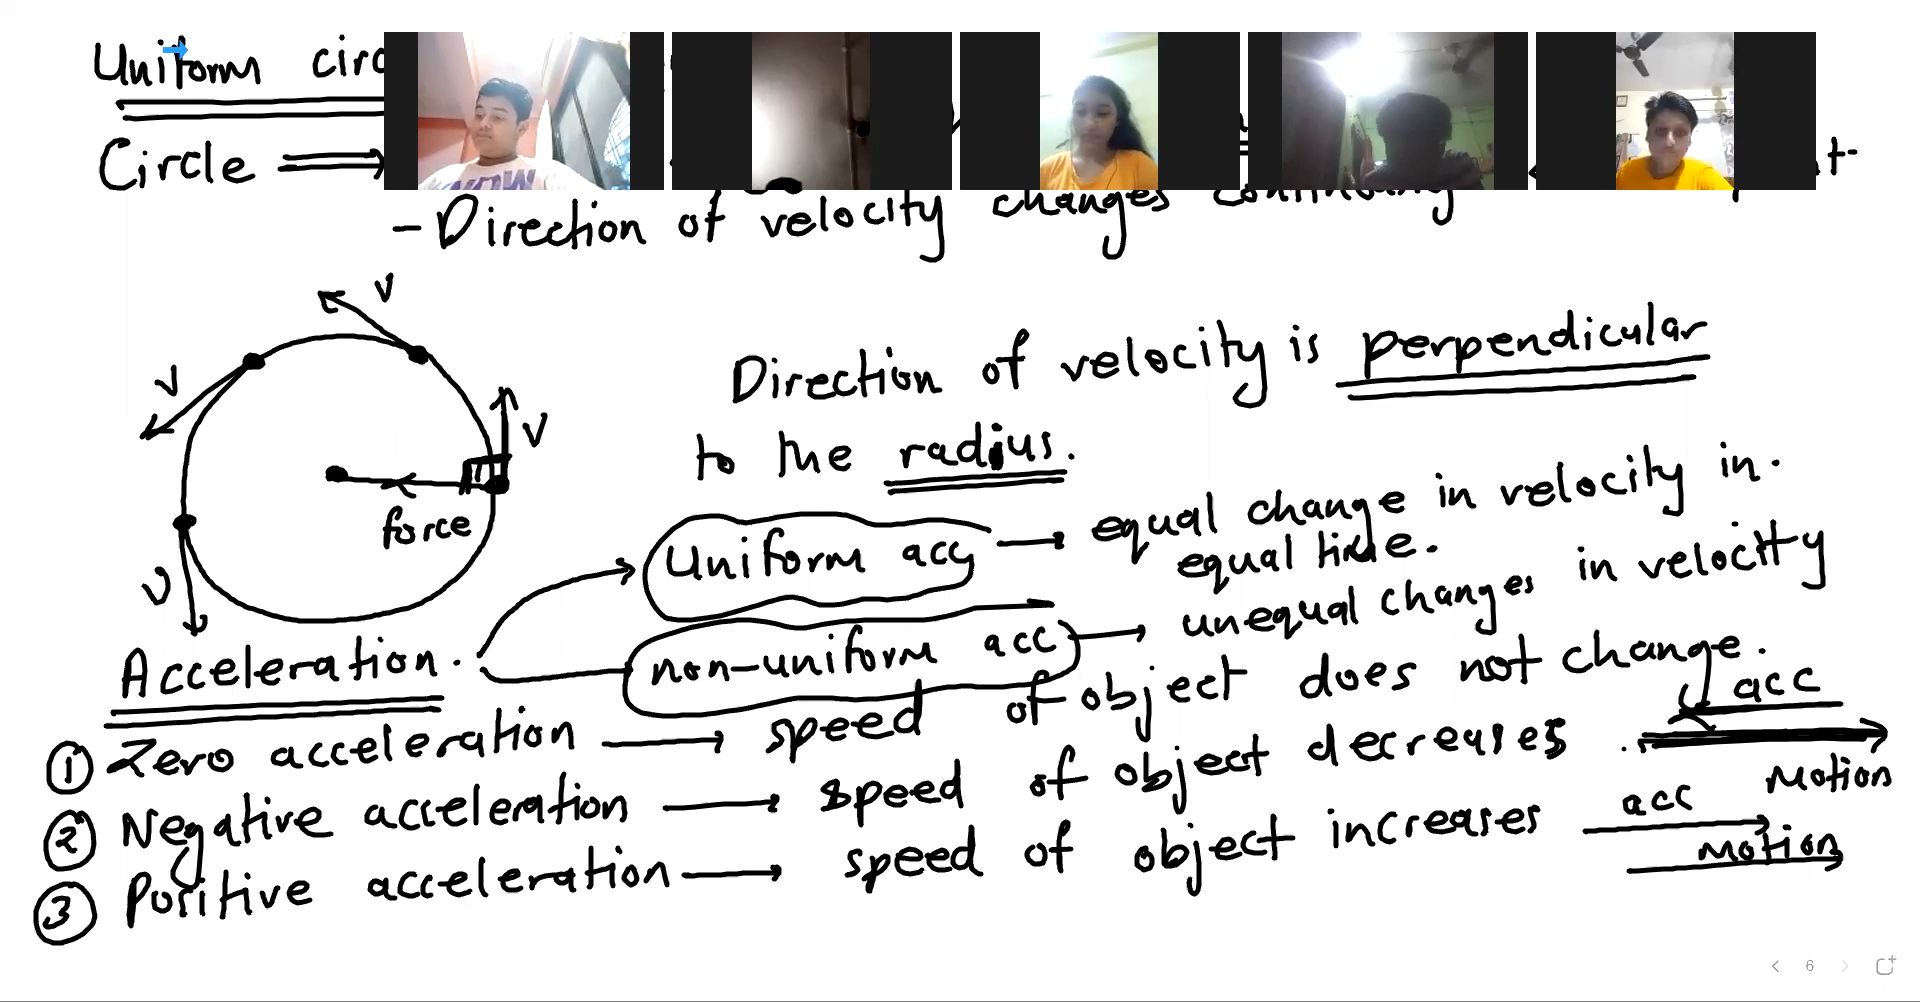 Uniform circ
Circle ⟹
- Direction of velocity changes
v
v
v
v
force
Direction of velocity is perpendicular
to the radius.
Uniform acc → equal change in velocity in.
equal time.
non-uniform acc → unequal changes in velocity
Acceleration.
① Zero acceleration → speed of object does not change.
② Negative acceleration → speed of object decreases
acc
Motion
③ Positive acceleration → speed of object increases
acc
Motion
6